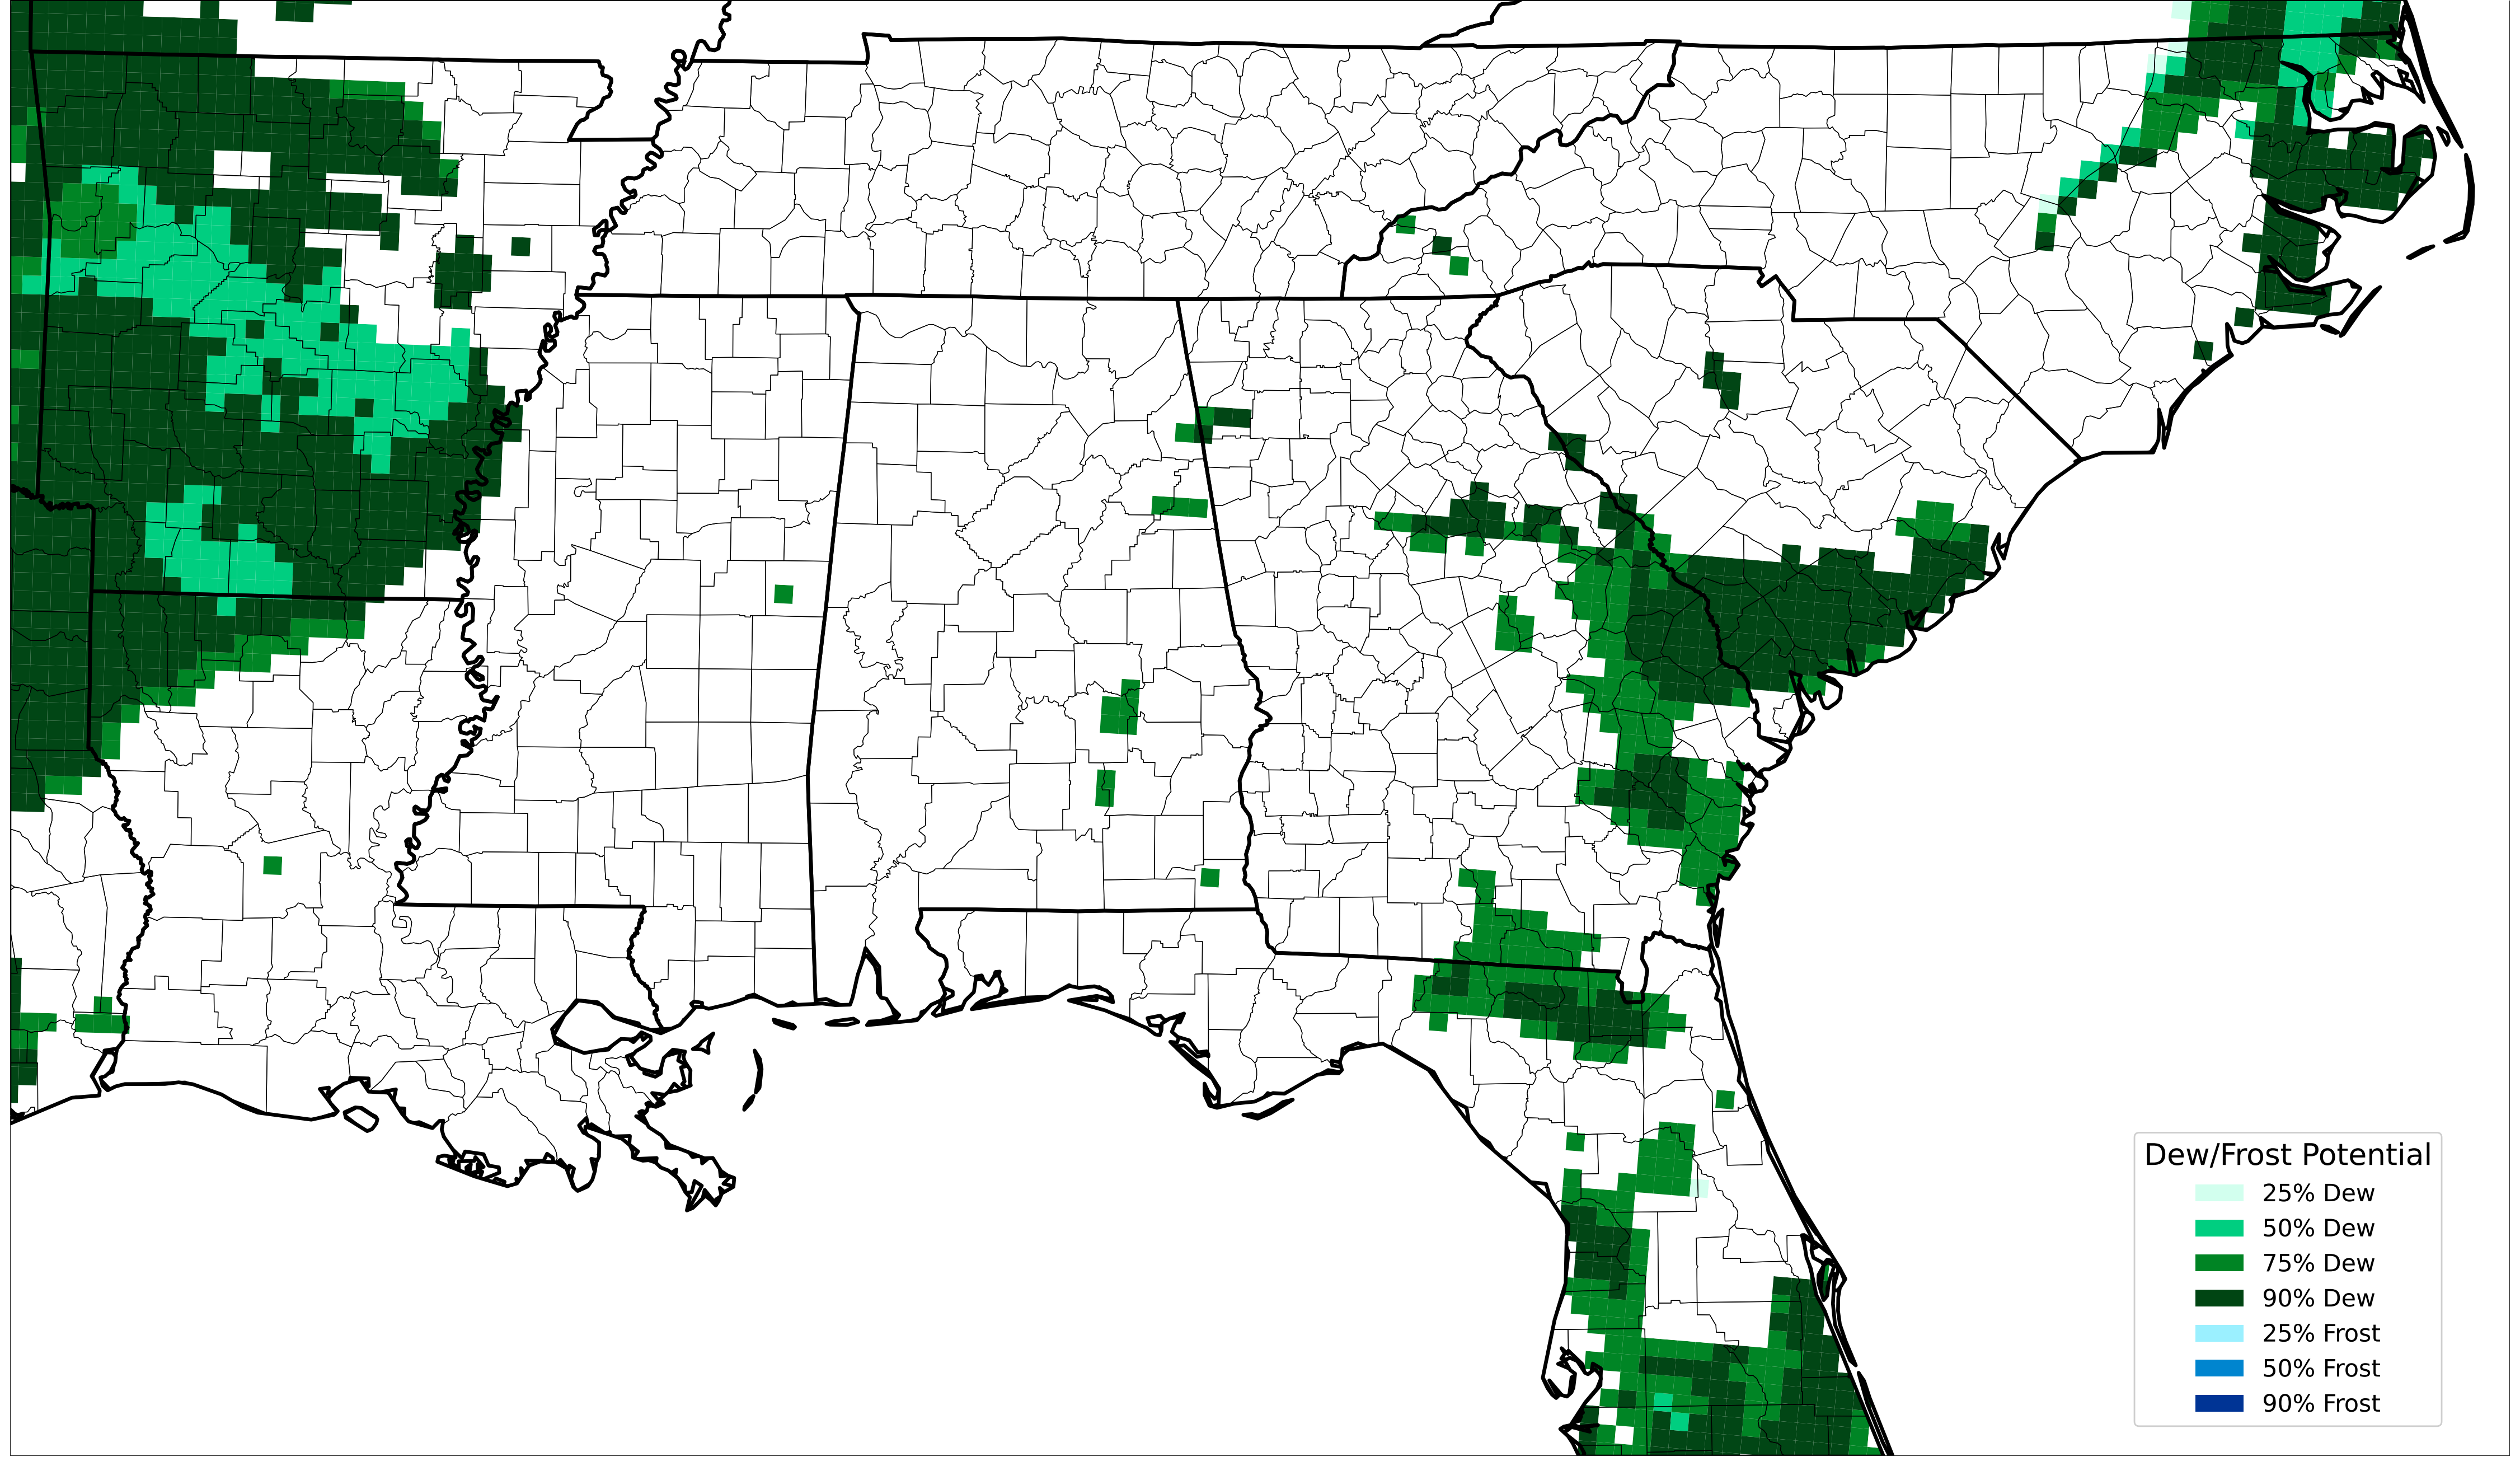 Dew/Frost Potential
25% Dew
50% Dew
75% Dew
90% Dew
25% Frost
50% Frost
90% Frost